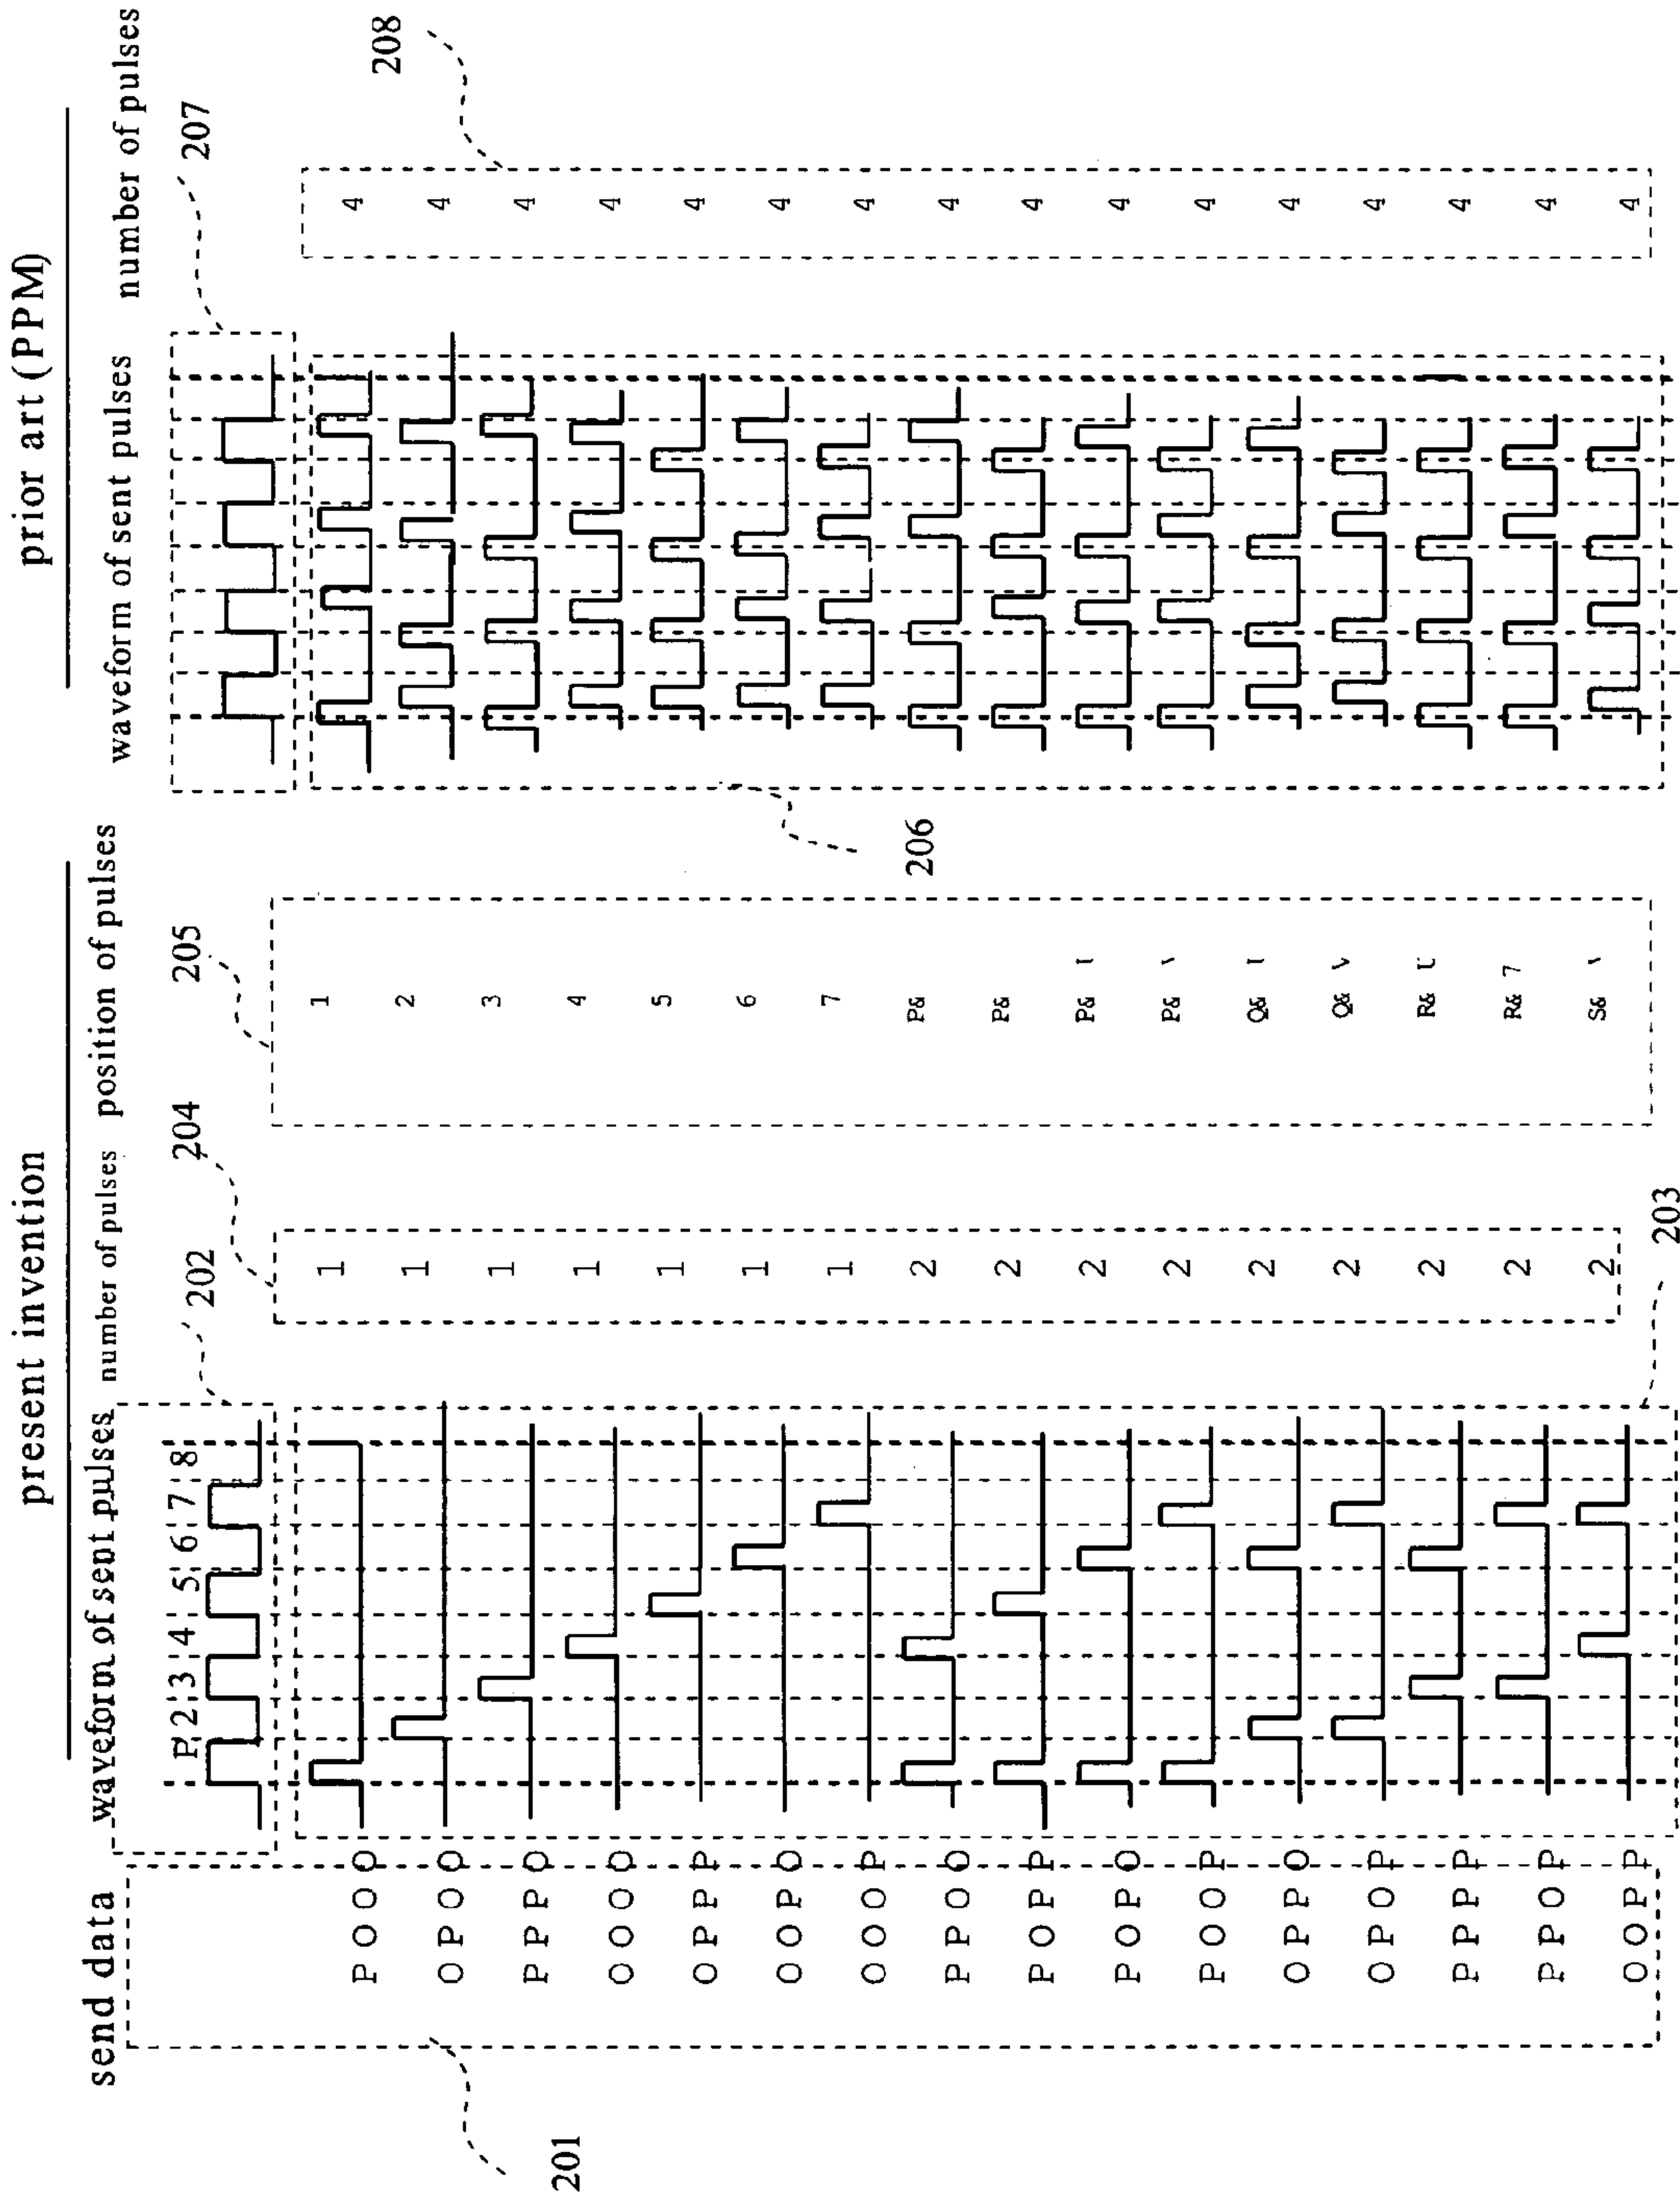 present invention prior art (PPM)
send data waveform of sent pulses number of pulses position of pulses waveform of sent pulses number of pulses
P 2 3 4 5 6 7 8
202 204 205 207
208
P O O O 1 1 4
O P O O 1 2 4
P P P O 1 3 4
O O O O 1 4 4
O P P P 1 5 4
O O P O 1 6 4
O O O P 1 7 4
P P O O 2 P& 4
P O P P 2 P& 4
P O P O 2 P& 4
P O O P 2 P& 4
O P P O 2 Q& 4
O P O P 2 Q& 4
P P P P 2 R& 4
P P O P 2 R& 7 4
O O P P 2 S& 4
201
206
203